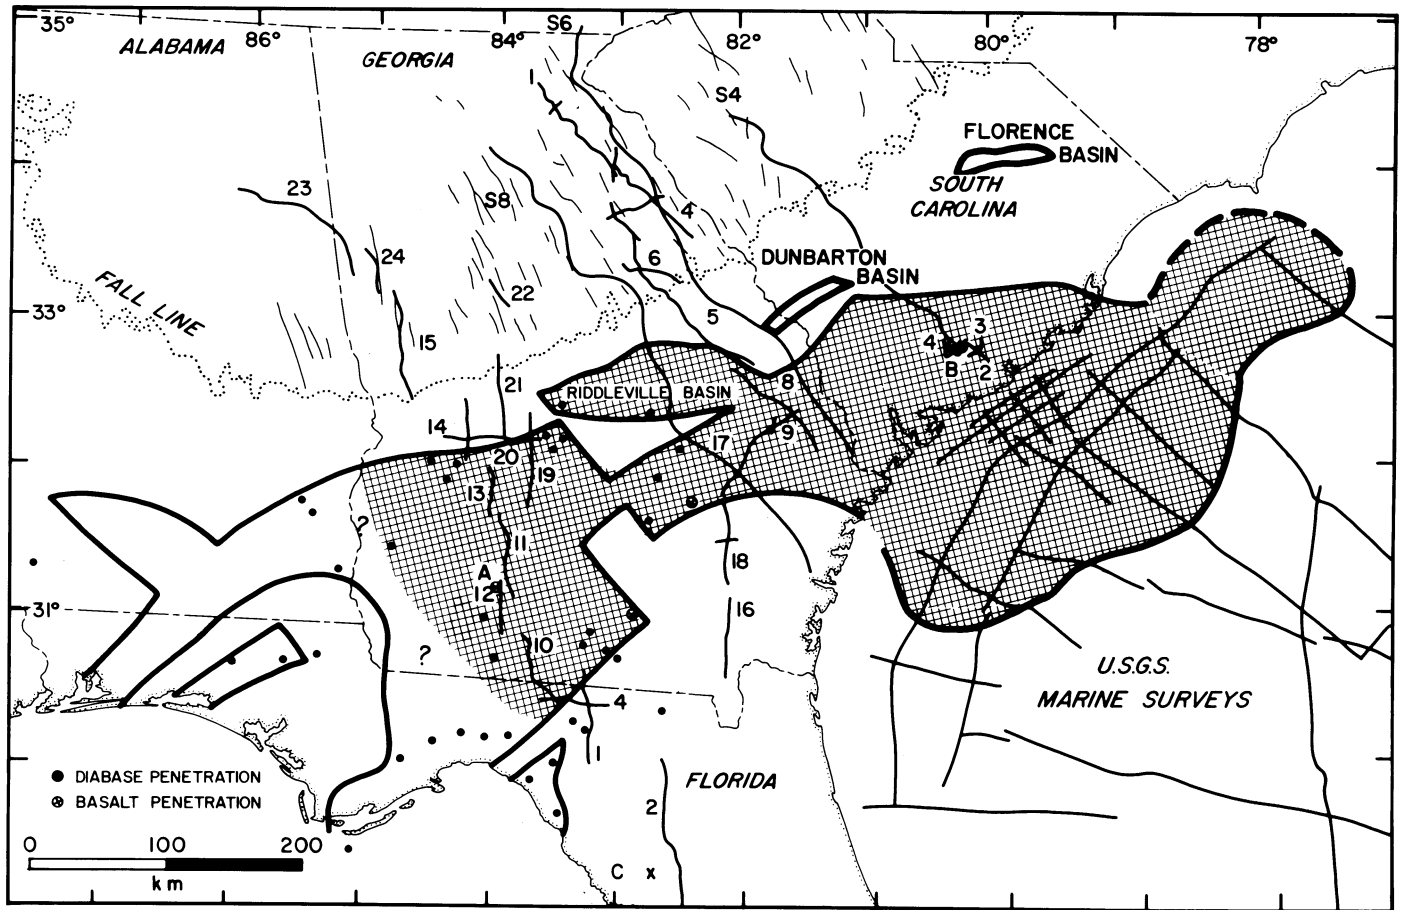 35°
ALABAMA
86°
GEORGIA
84°
S6
82°
80°
78°
1
S4
FLORENCE
BASIN
SOUTH
CAROLINA
23
S8
4
24
6
DUNBARTON
BASIN
FALL LINE
22
33°
5
15
3
4
B
2
21
RIDDLEVILLE BASIN
8
14
9
17
20
19
13
?
11
18
A
12
31°
16
10
?
U.S.G.S.
MARINE SURVEYS
4
1
DIABASE PENETRATION
FLORIDA
BASALT PENETRATION
2
0 100 200
km
C x